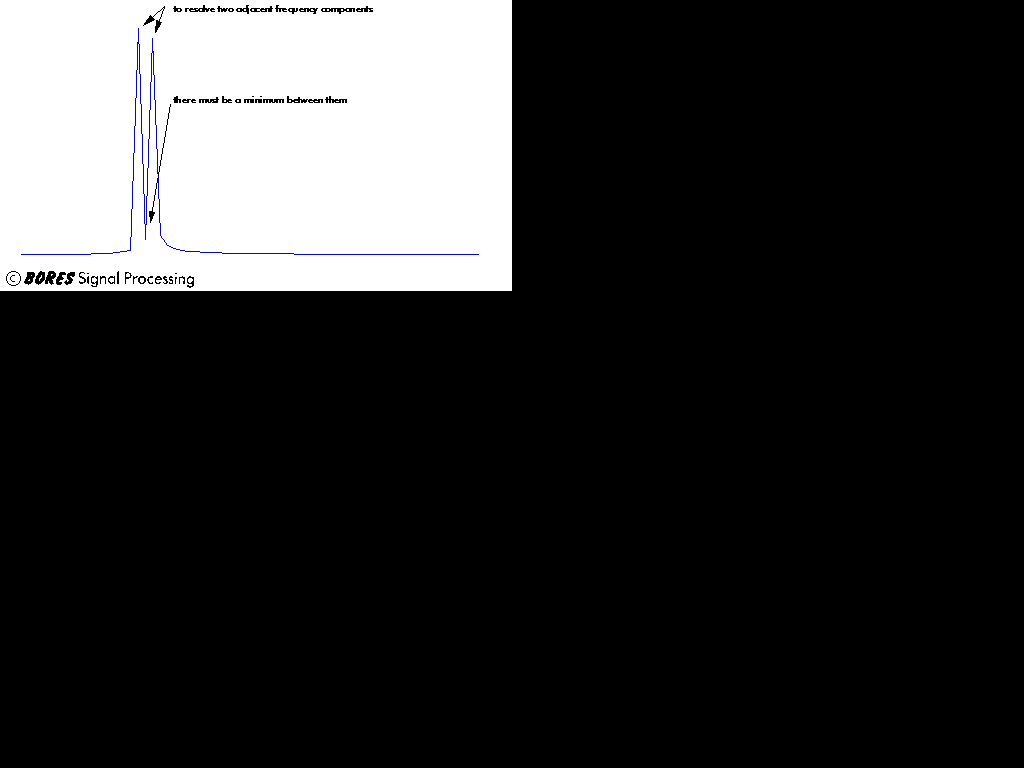 to resolve two adjacent frequency components
there must be a minimum between them
© BORES Signal Processing